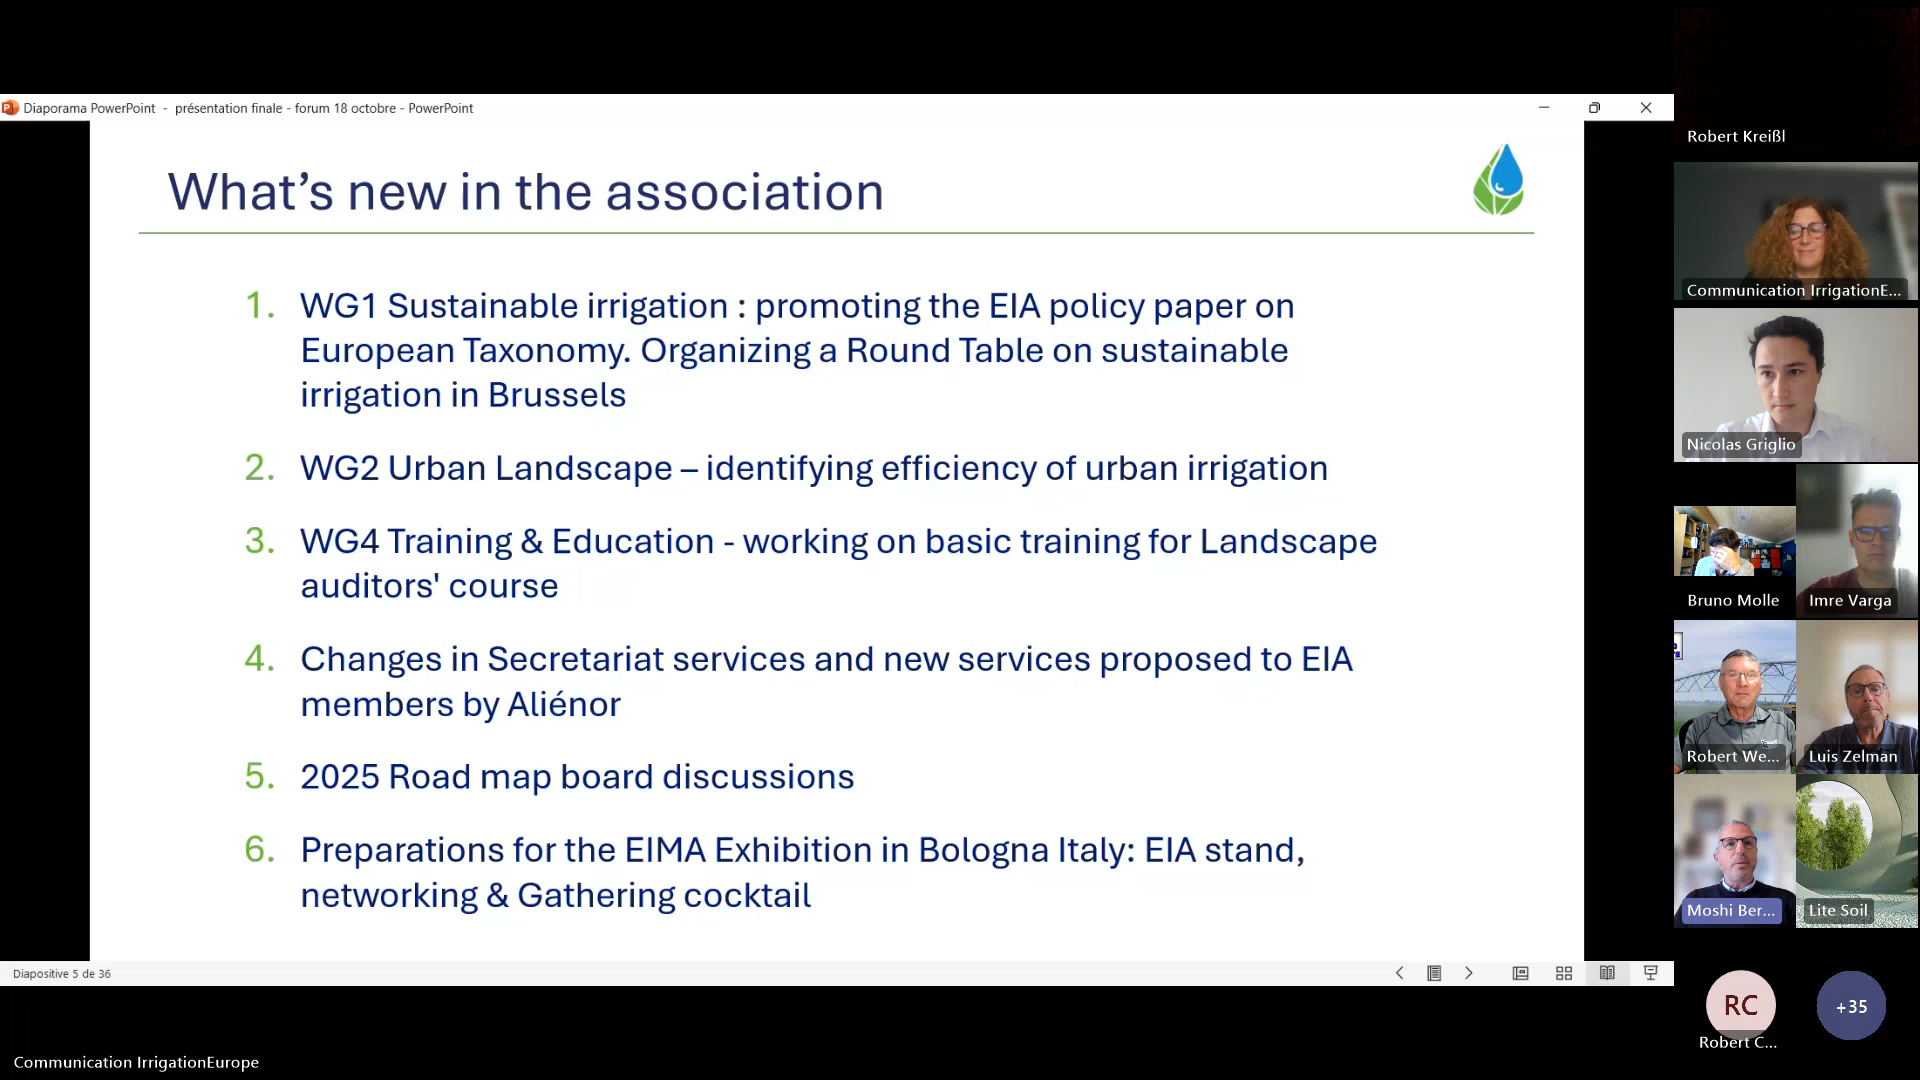 Diaporama PowerPoint - présentation finale - forum 18 octobre - PowerPoint
What’s new in the association
1. WG1 Sustainable irrigation : promoting the EIA policy paper on
European Taxonomy. Organizing a Round Table on sustainable
irrigation in Brussels
2. WG2 Urban Landscape – identifying efficiency of urban irrigation
3. WG4 Training & Education - working on basic training for Landscape
auditors' course
4. Changes in Secretariat services and new services proposed to EIA
members by Aliénor
5. 2025 Road map board discussions
6. Preparations for the EIMA Exhibition in Bologna Italy: EIA stand,
networking & Gathering cocktail
Diapositive 5 de 36
Communication IrrigationEurope
Robert Kreißl
Communication IrrigationE...
Nicolas Griglio
Bruno Molle
Imre Varga
Robert We...
Luis Zelman
Moshi Ber...
Lite Soil
RC
+35
Robert C...